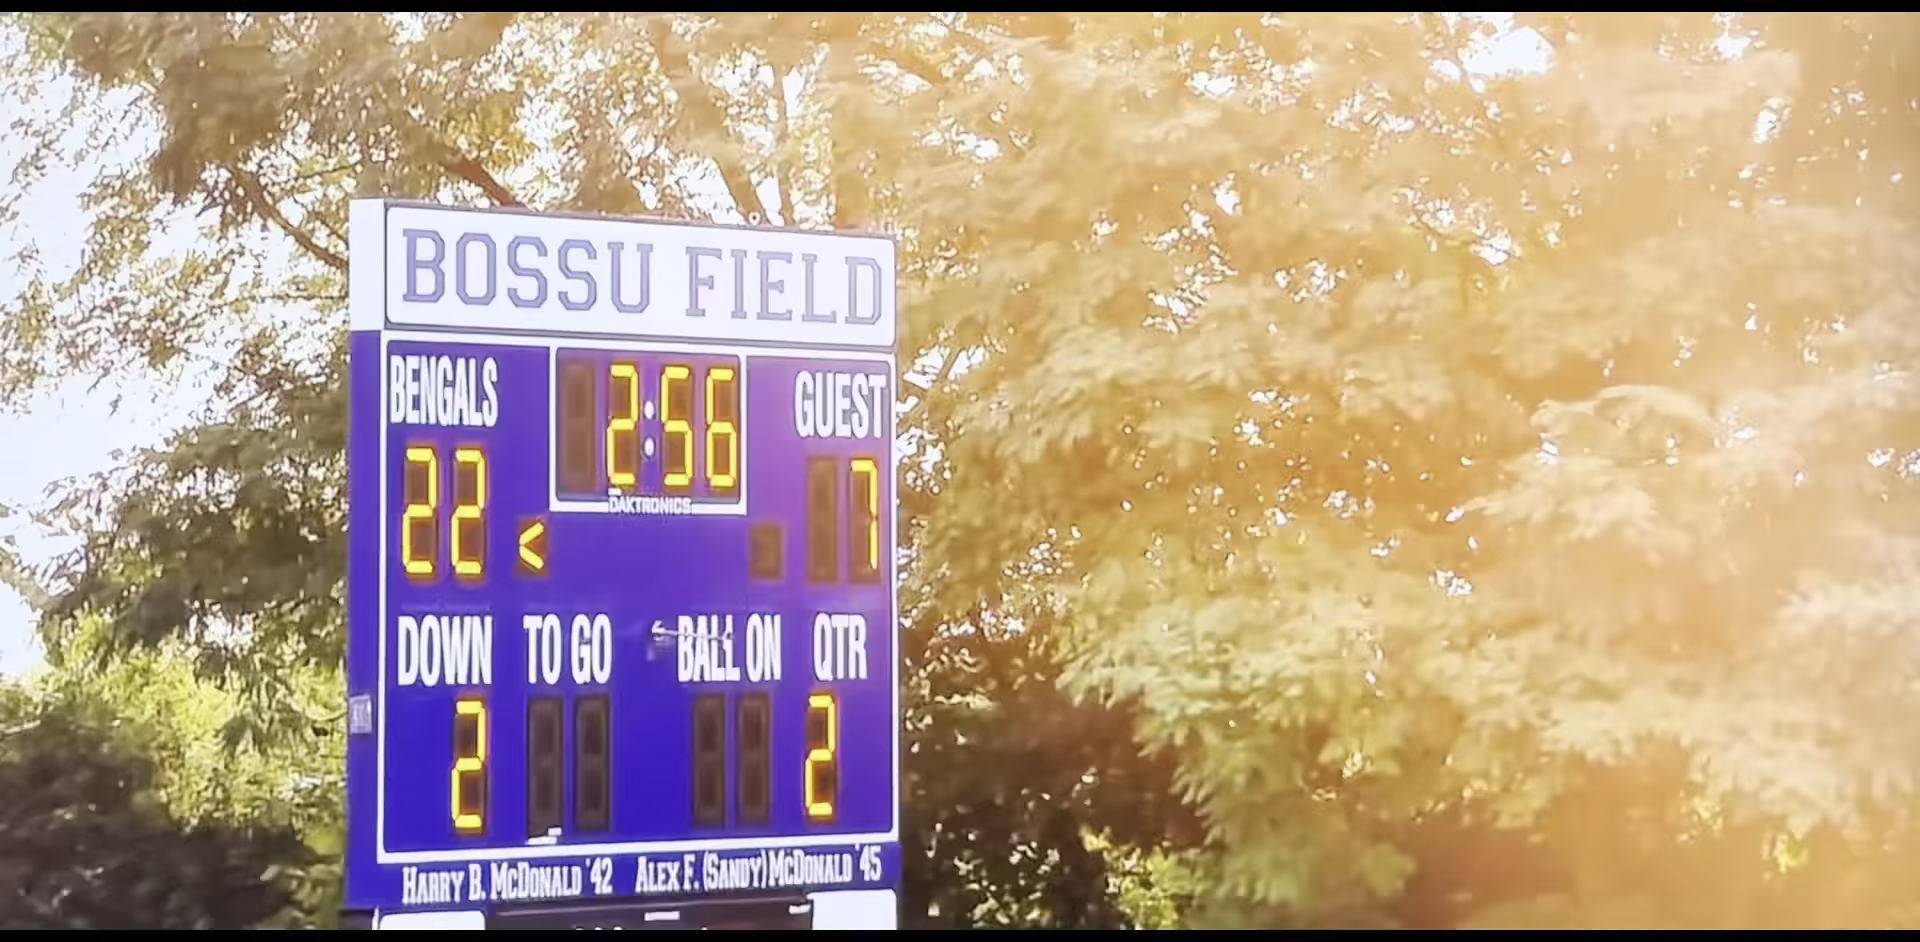 BOSSU FIELD
BENGALS 2:56 GUEST
DAKTRONICS
22 < 7
DOWN TO GO BALL ON QTR
2 2
HARRY B. MCDONALD '42 ALEX F. (SANDY) MCDONALD '45